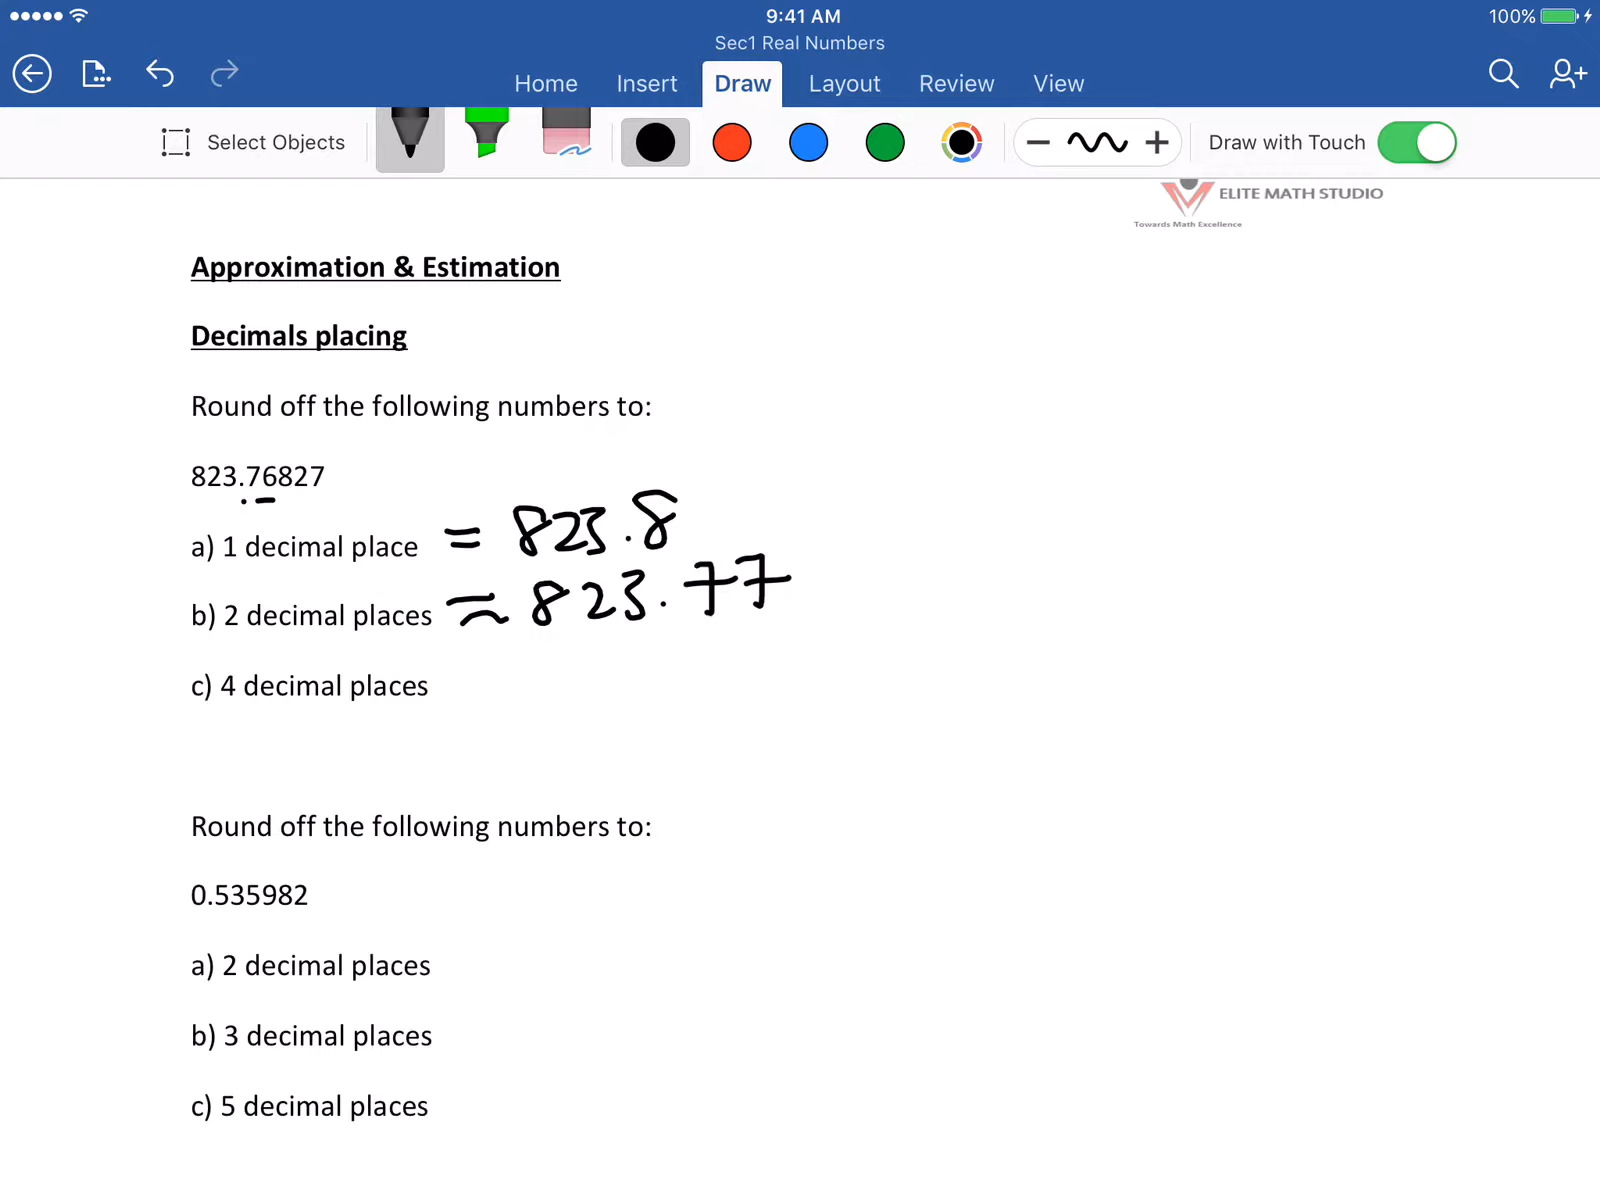 9:41 AM
100%
Sec1 Real Numbers
Home Insert Draw Layout Review View
Select Objects
Draw with Touch
ELITE MATH STUDIO
Towards Math Excellence
Approximation & Estimation
Decimals placing
Round off the following numbers to:
823.76827
a) 1 decimal place = 823.8
b) 2 decimal places ≈ 823.77
c) 4 decimal places
Round off the following numbers to:
0.535982
a) 2 decimal places
b) 3 decimal places
c) 5 decimal places